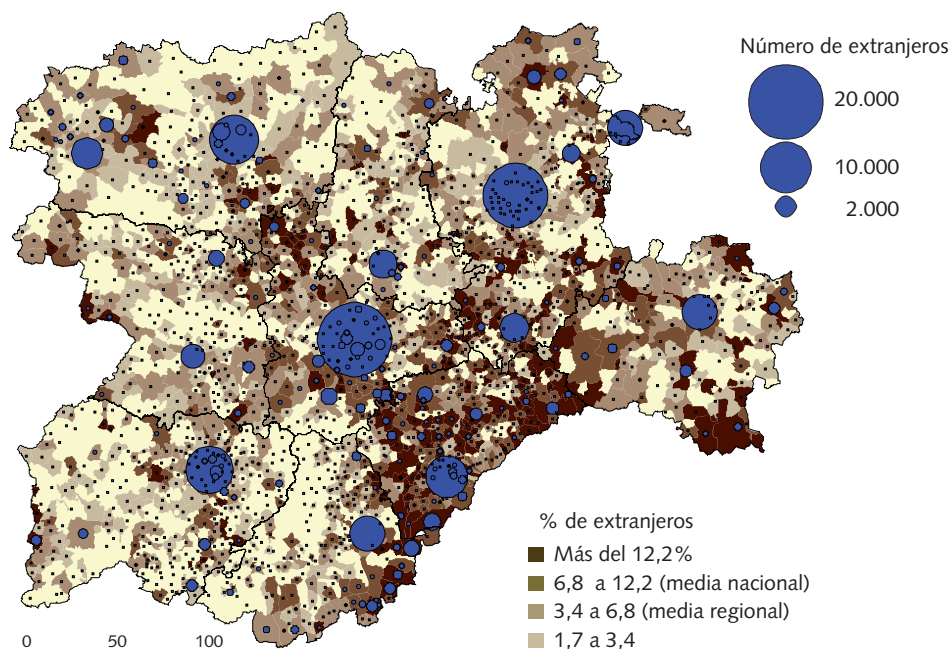 Número de extranjeros
20.000
10.000
2.000
% de extranjeros
Más del 12,2%
6,8 a 12,2 (media nacional)
3,4 a 6,8 (media regional)
1,7 a 3,4
0 50 100